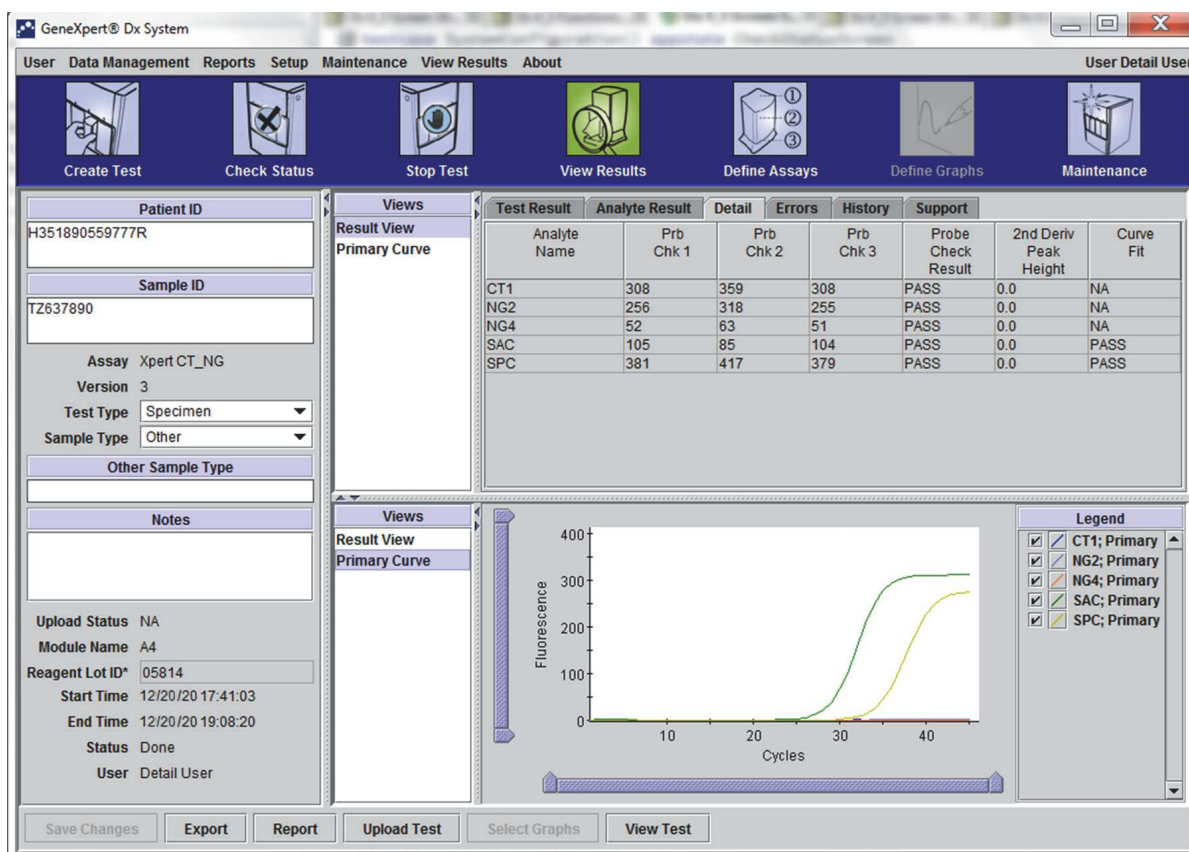 GeneXpert® Dx System
User Data Management Reports Setup Maintenance View Results About User Detail User
Create Test Check Status Stop Test View Results Define Assays Define Graphs Maintenance
Patient ID
H351890559777R
Sample ID
TZ637890
Assay Xpert CT_NG
Version 3
Test Type Specimen
Sample Type Other
Other Sample Type
Notes
Upload Status NA
Module Name A4
Reagent Lot ID* 05814
Start Time 12/20/20 17:41:03
End Time 12/20/20 19:08:20
Status Done
User Detail User
Views
Result View
Primary Curve
Test Result Analyte Result Detail Errors History Support
Analyte Name Prb Chk 1 Prb Chk 2 Prb Chk 3 Probe Check Result 2nd Deriv Peak Height Curve Fit
CT1 308 359 308 PASS 0.0 NA
NG2 256 318 255 PASS 0.0 NA
NG4 52 63 51 PASS 0.0 NA
SAC 105 85 104 PASS 0.0 PASS
SPC 381 417 379 PASS 0.0 PASS
Views
Result View
Primary Curve
Fluorescence
400
300
200
100
0
10 20 30 40
Cycles
Legend
CT1; Primary
NG2; Primary
NG4; Primary
SAC; Primary
SPC; Primary
Save Changes Export Report Upload Test Select Graphs View Test